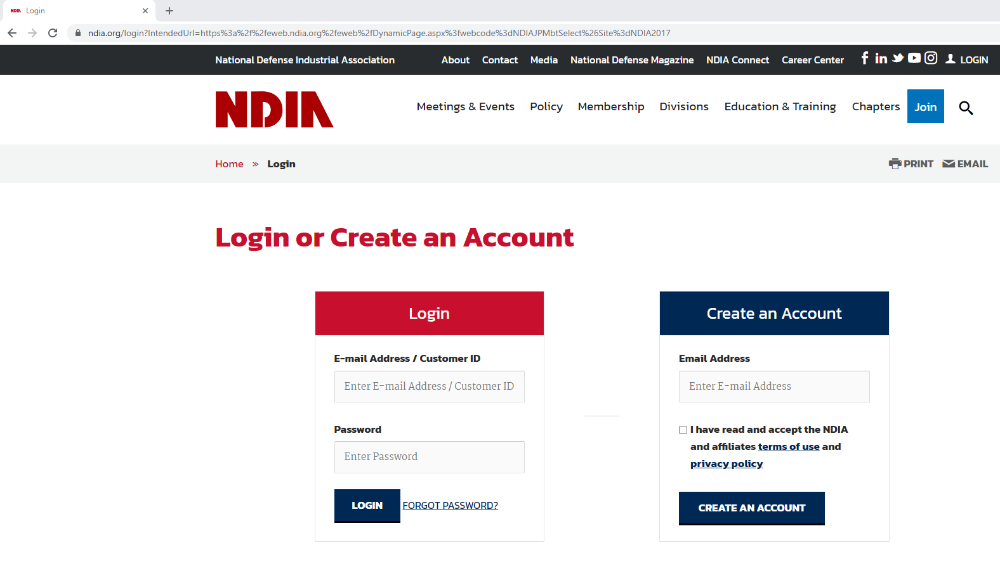 NDIA Login
ndia.org/login?IntendedUrl=https%3a%2f%2feweb.ndia.org%2feweb%2fDynamicPage.aspx%3fwebcode%3dNDIAJPMbtSelect%26Site%3dNDIA2017
National Defense Industrial Association About Contact Media National Defense Magazine NDIA Connect Career Center LOGIN
NDIA Meetings & Events Policy Membership Divisions Education & Training Chapters Join
Home » Login PRINT EMAIL
Login or Create an Account
Login
E-mail Address / Customer ID
Enter E-mail Address / Customer ID
Password
Enter Password
LOGIN FORGOT PASSWORD?
Create an Account
Email Address
Enter E-mail Address
I have read and accept the NDIA
and affiliates terms of use and
privacy policy
CREATE AN ACCOUNT